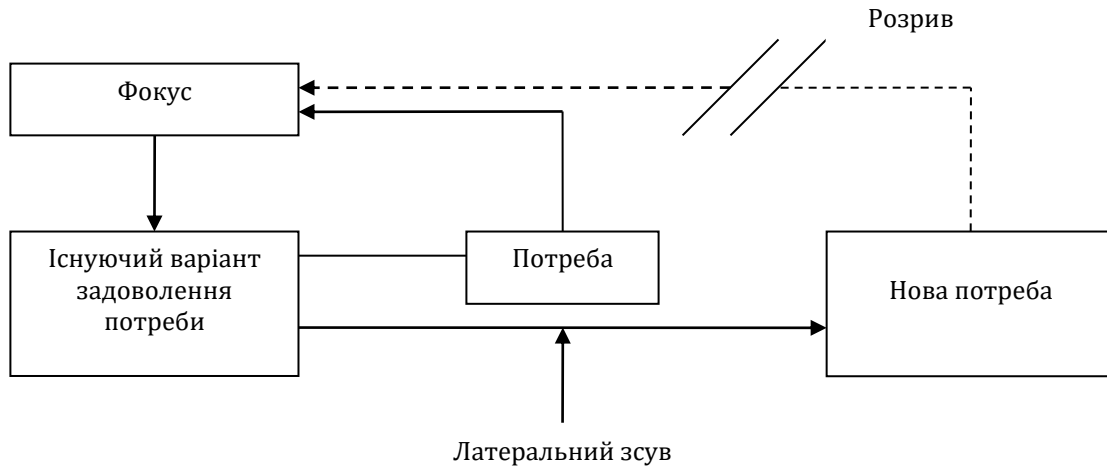 Розрив
Фокус
Існуючий варіант
задоволення
потреби
Потреба
Нова потреба
Латеральний зсув